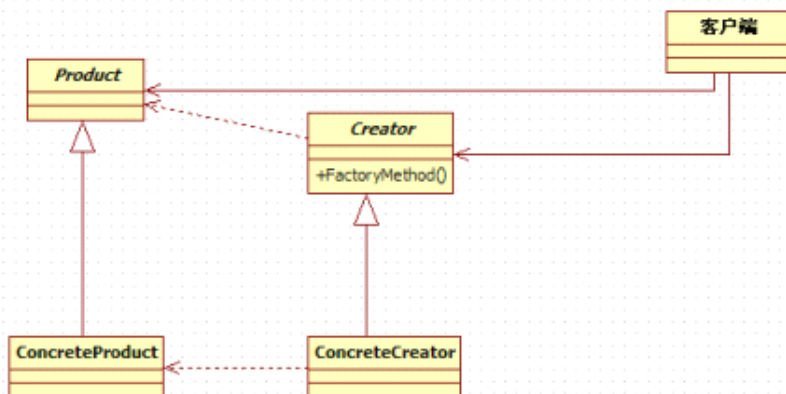 客户端
Product
Creator
+FactoryMethod()
ConcreteProduct
ConcreteCreator